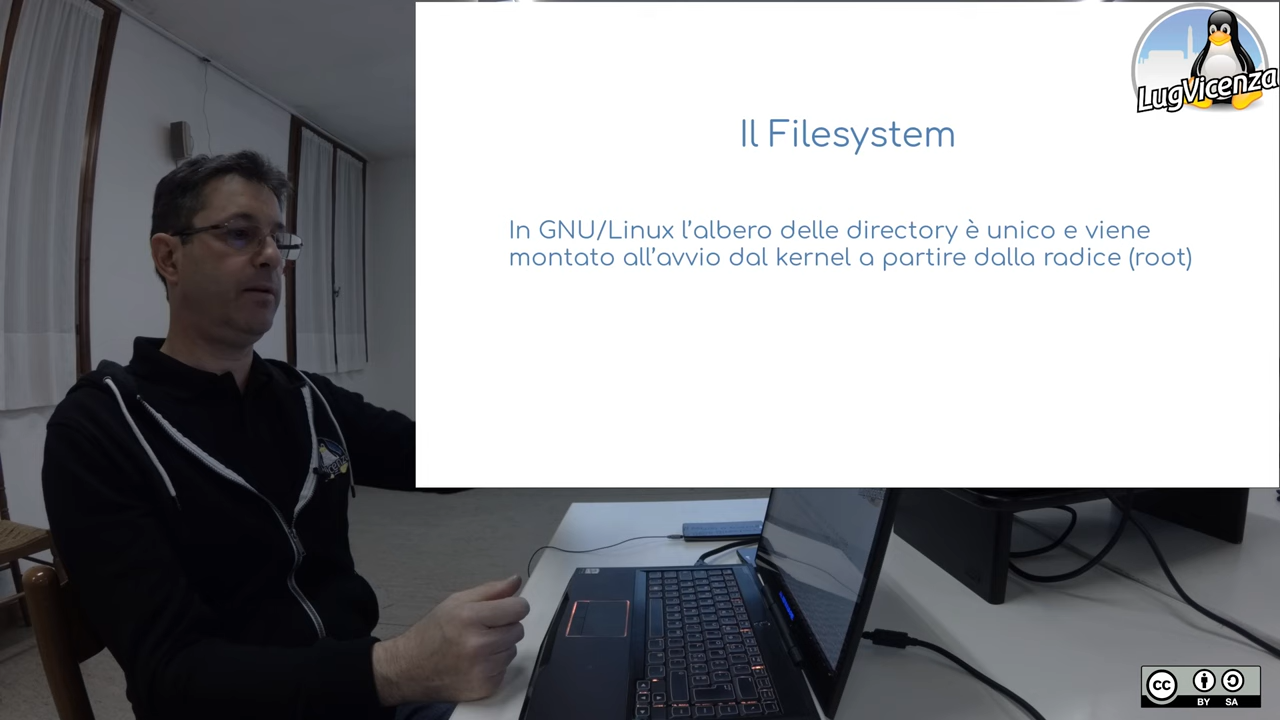 LugVicenza
Il Filesystem
In GNU/Linux l'albero delle directory è unico e viene
montato all'avvio dal kernel a partire dalla radice (root)
cc
BY SA